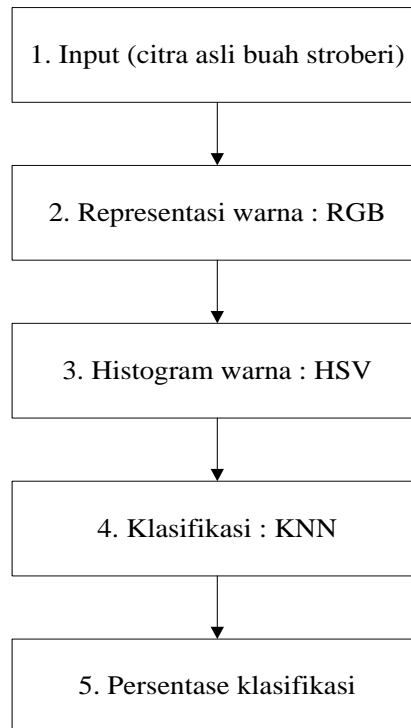 1. Input (citra asli buah stroberi)
2. Representasi warna : RGB
3. Histogram warna : HSV
4. Klasifikasi : KNN
5. Persentase klasifikasi